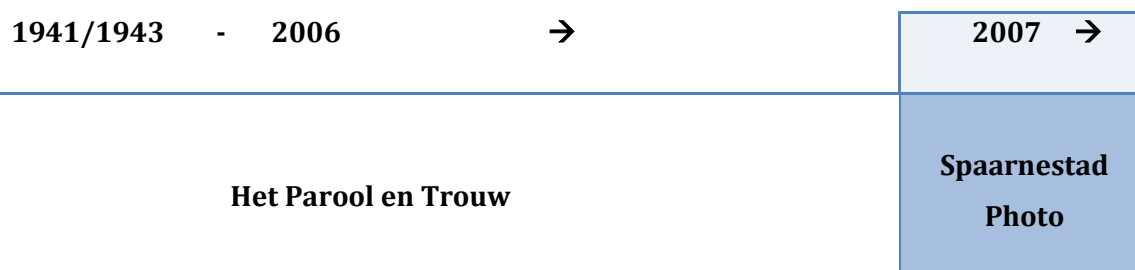 1941/1943 - 2006 → 2007 →
Het Parool en Trouw
Spaarnestad
Photo